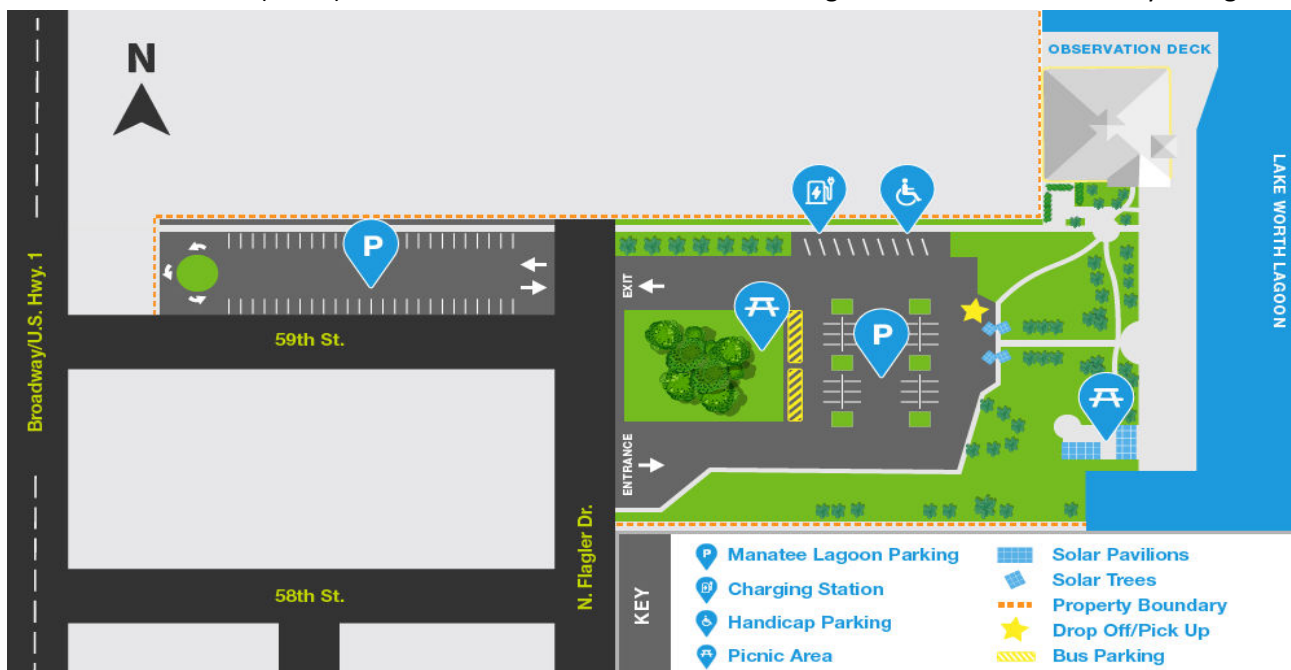 N
OBSERVATION DECK
LAKE WORTH LAGOON
Broadway/U.S. Hwy. 1
P
EXIT
P
59th St.
ENTRANCE
N. Flagler Dr.
58th St.
KEY
P Manatee Lagoon Parking
Charging Station
Handicap Parking
Picnic Area
Solar Pavilions
Solar Trees
Property Boundary
Drop Off/Pick Up
Bus Parking